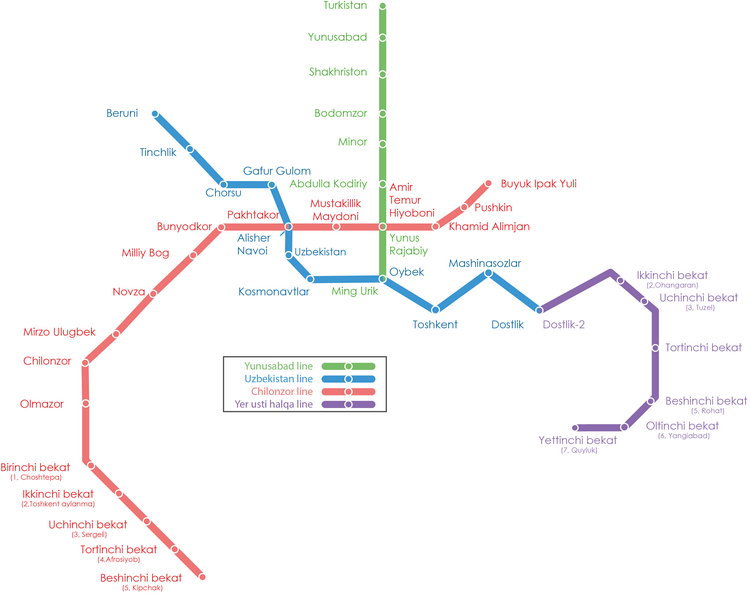 Turkistan
Yunusabad
Shakhriston
Bodomzor
Minor
Abdulla Kodiriy
Beruni
Tinchlik
Chorsu
Gafur Gulom
Amir
Temur
Hiyoboni
Buyuk Ipak Yuli
Pushkin
Khamid Alimjan
Mustakillik
Maydoni
Pakhtakor
Bunyodkor
Alisher
Navoi
Yunus
Rajabiy
Milliy Bog
Uzbekistan
Novza
Kosmonavtlar
Ming Urik
Oybek
Mashinasozlar
Toshkent
Dostlik
Dostlik-2
Ikkinchi bekat
(2,Ohangaran)
Uchinchi bekat
(3, Tuzel)
Tortinchi bekat
Beshinchi bekat
(5, Rohat)
Oltinchi bekat
(6, Yangiabad)
Yettinchi bekat
(7, Quyluk)
Mirzo Ulugbek
Chilonzor
Olmazor
Yunusabad line
Uzbekistan line
Chilonzor line
Yer usti halqa line
Birinchi bekat
(1, Choshtepa)
Ikkinchi bekat
(2,Toshkent aylanma)
Uchinchi bekat
(3, Sergeli)
Tortinchi bekat
(4,Afrosiyob)
Beshinchi bekat
(5, Kipchak)